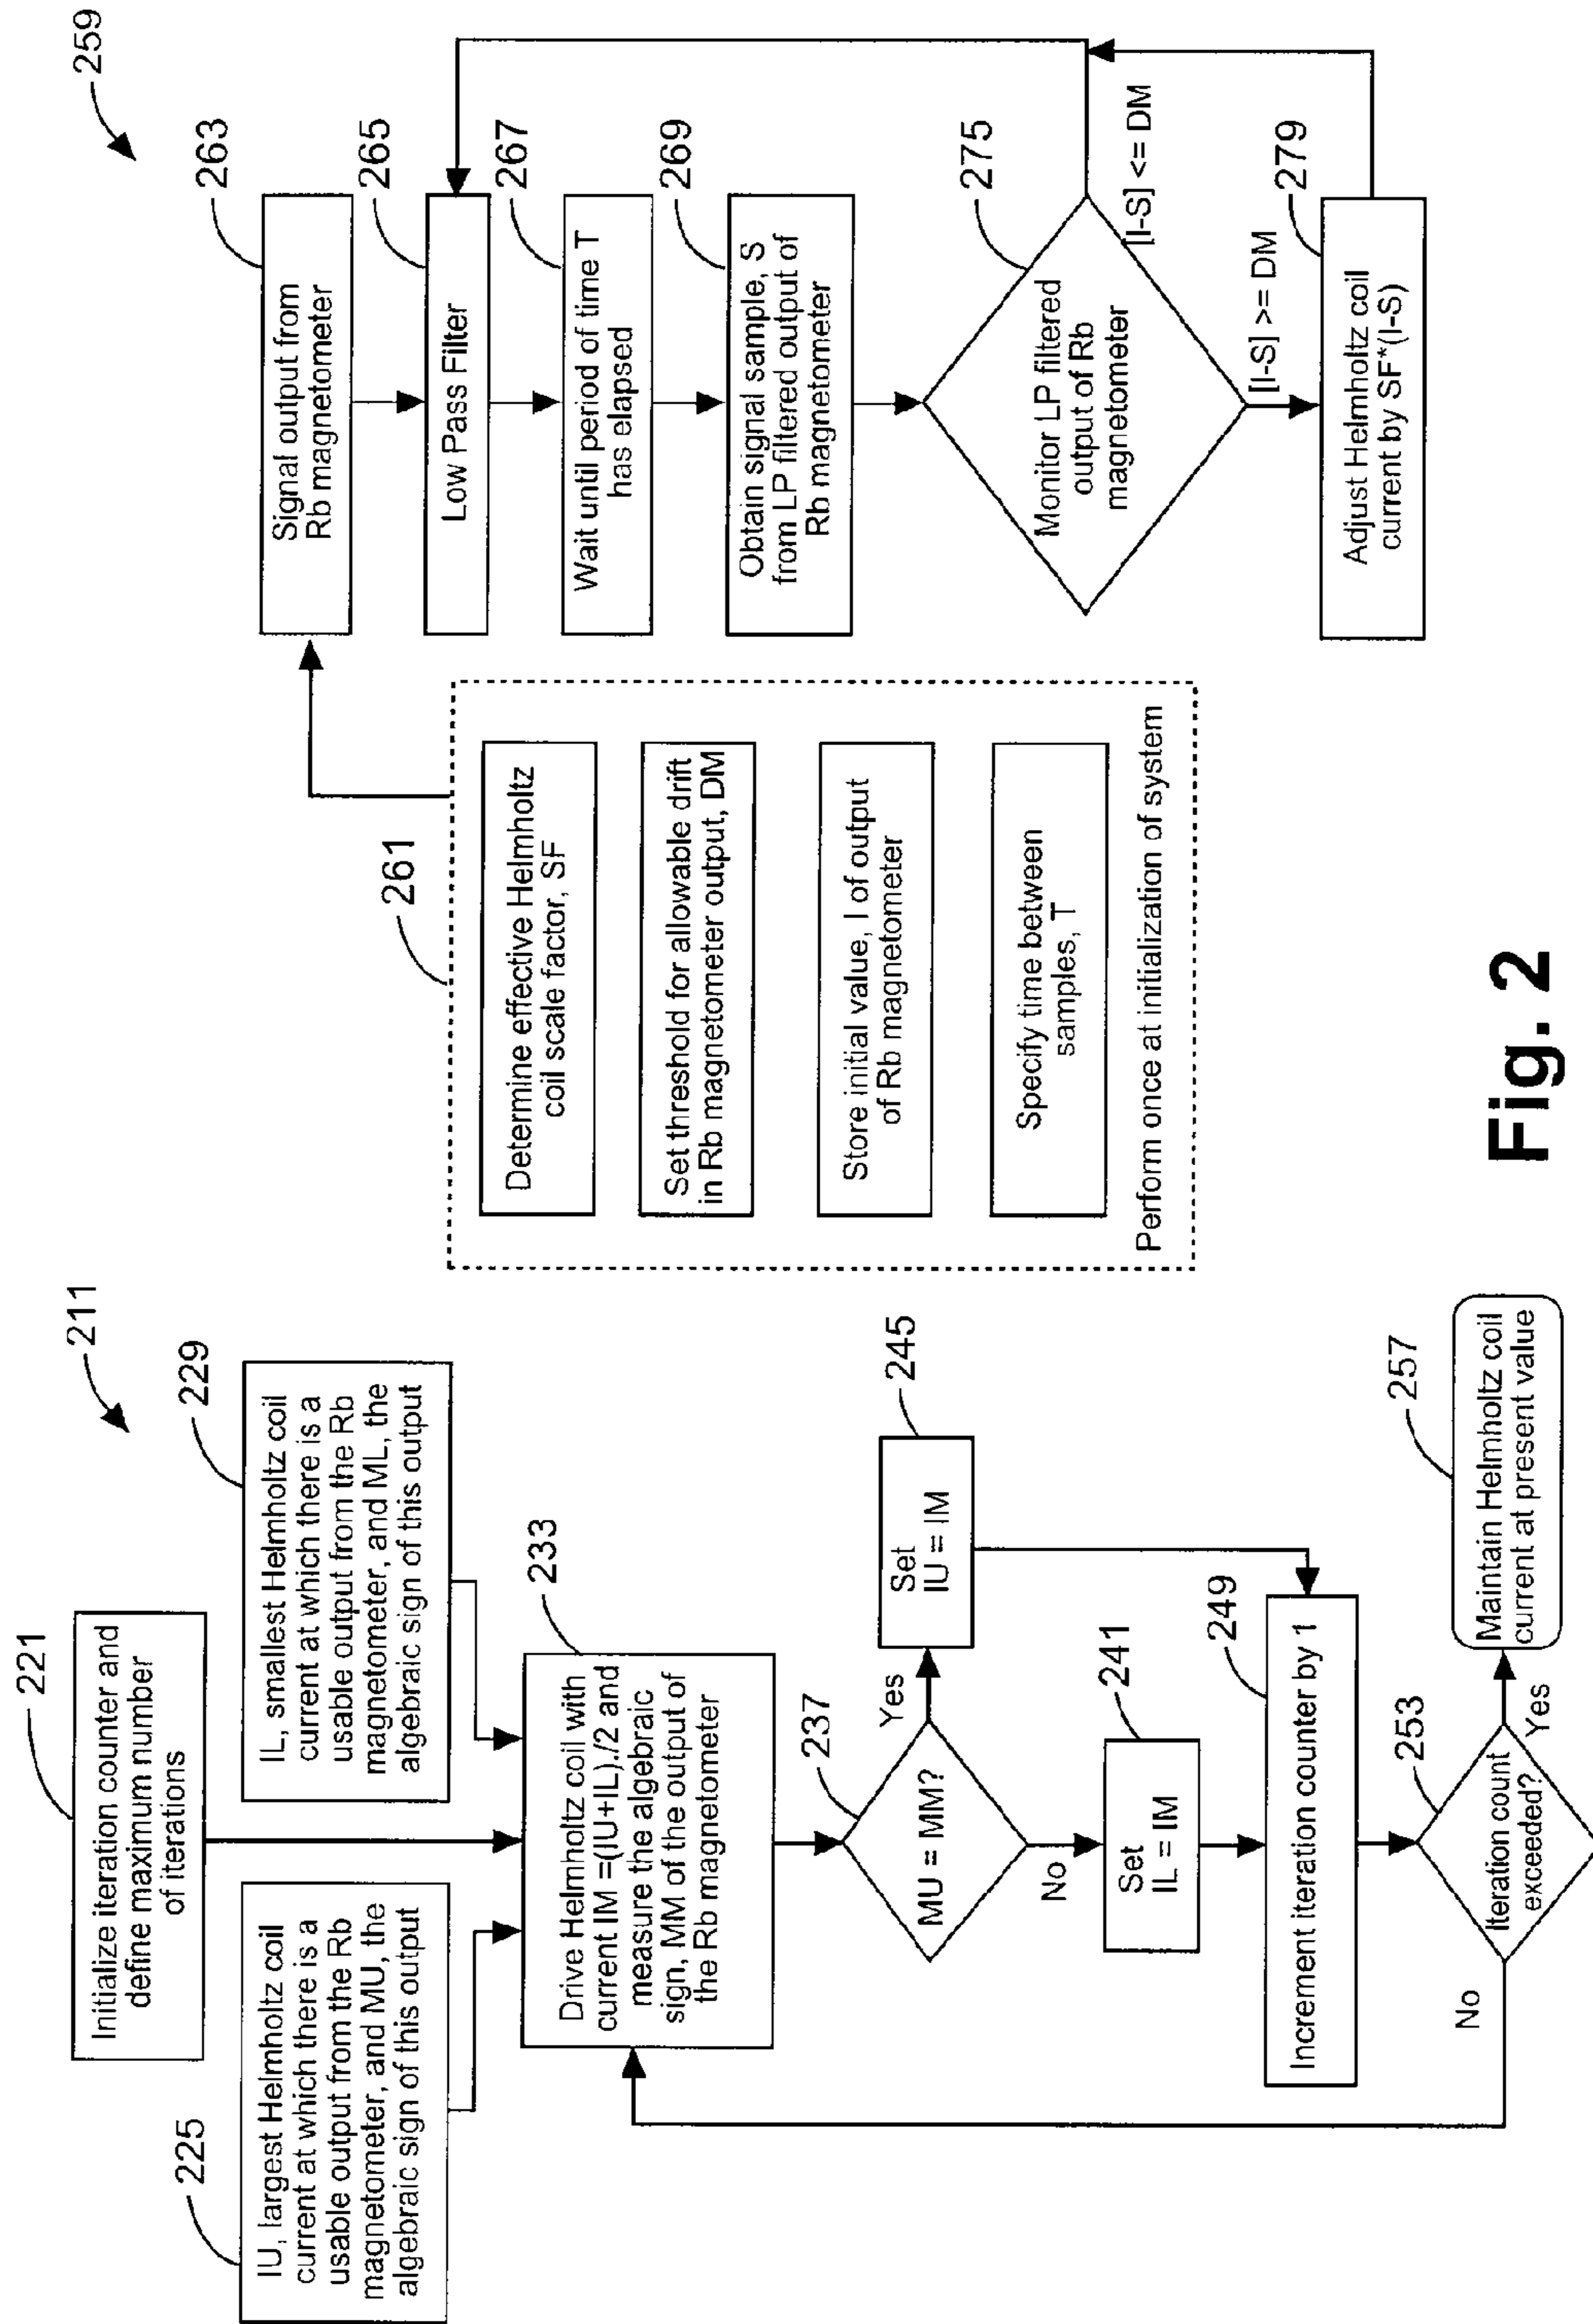 211
221
Initialize iteration counter and
define maximum number
of iterations
225
IU, largest Helmholtz coil
current at which there is a
usable output from the Rb
magnetometer, and MU, the
algebraic sign of this output
229
IL, smallest Helmholtz coil
current at which there is a
usable output from the Rb
magnetometer, and ML, the
algebraic sign of this output
233
Drive Helmholtz coil with
current IM =(IU+IL)./2 and
measure the algebraic
sign, MM of the output of
the Rb magnetometer
237
MU = MM?
Yes
245
Set
IU = IM
No
241
Set
IL = IM
249
Increment iteration counter by 1
253
Iteration count
exceeded?
No
Yes
257
Maintain Helmholtz coil
current at present value
259
261
Determine effective Helmholtz
coil scale factor, SF
Set threshold for allowable drift
in Rb magnetometer output, DM
Store initial value, I of output
of Rb magnetometer
Specify time between
samples, T
Perform once at initialization of system
263
Signal output from
Rb magnetometer
265
Low Pass Filter
267
Wait until period of time T
has elapsed
269
Obtain signal sample, S
from LP filtered output of
Rb magnetometer
275
Monitor LP filtered
output of Rb
magnetometer
[I-S] <= DM
[I-S] >= DM
279
Adjust Helmholtz coil
current by SF*(I-S)
Fig. 2